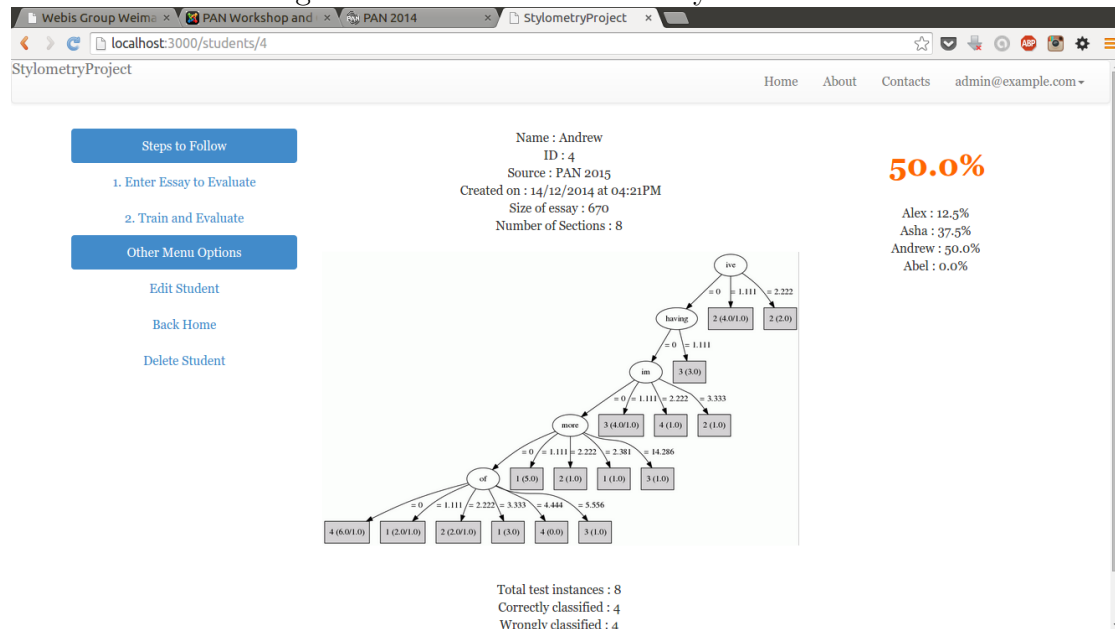 Webis Group Weima
PAN Workshop and
PAN 2014
StylometryProject
localhost:3000/students/4
StylometryProject
Home
About
Contacts
admin@example.com
Steps to Follow
1. Enter Essay to Evaluate
2. Train and Evaluate
Other Menu Options
Edit Student
Back Home
Delete Student
Name : Andrew
ID : 4
Source : PAN 2015
Created on : 14/12/2014 at 04:21PM
Size of essay : 670
Number of Sections : 8
50.0%
Alex : 12.5%
Asha : 37.5%
Andrew : 50.0%
Abel : 0.0%
ive
= 0 = 1.111 = 2.222
having 2 (4.0/1.0) 2 (2.0)
= 0 = 1.111
im 3 (3.0)
= 0 = 1.111 = 2.222 = 3.333
more 3 (4.0/1.0) 4 (1.0) 2 (1.0)
= 0 = 1.111 = 2.222 = 2.381 = 14.286
of 1 (5.0) 2 (1.0) 1 (1.0) 3 (1.0)
= 0 = 1.111 = 2.222 = 3.333 = 4.444 = 5.556
4 (6.0/1.0) 1 (2.0/1.0) 2 (2.0/1.0) 1 (3.0) 4 (0.0) 3 (1.0)
Total test instances : 8
Correctly classified : 4
Wrongly classified : 4